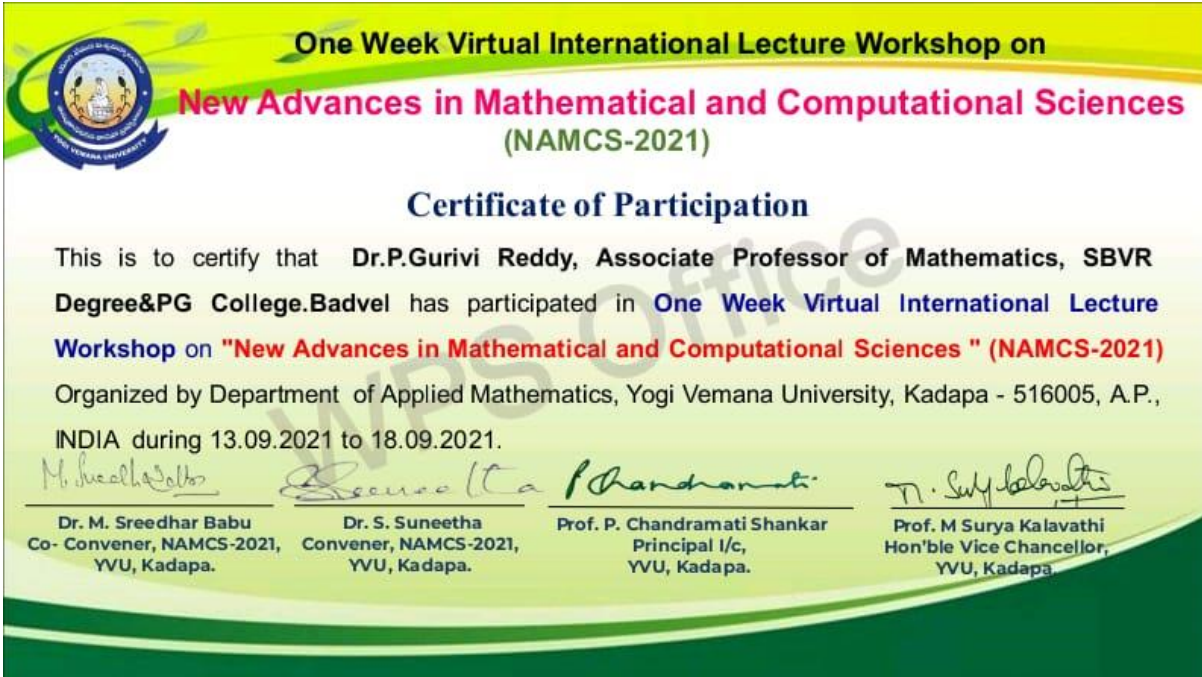 One Week Virtual International Lecture Workshop on
New Advances in Mathematical and Computational Sciences
(NAMCS-2021)
YOGI VEMANA UNIVERSITY
Certificate of Participation
This is to certify that Dr.P.Gurivi Reddy, Associate Professor of Mathematics, SBVR
Degree&PG College.Badvel has participated in One Week Virtual International Lecture
Workshop on "New Advances in Mathematical and Computational Sciences " (NAMCS-2021)
Organized by Department of Applied Mathematics, Yogi Vemana University, Kadapa - 516005, A.P.,
INDIA during 13.09.2021 to 18.09.2021.
WPS Office
P Chandramati
Dr. M. Sreedhar Babu
Co- Convener, NAMCS-2021,
YVU, Kadapa.
Dr. S. Suneetha
Convener, NAMCS-2021,
YVU, Kadapa.
Prof. P. Chandramati Shankar
Principal I/c,
YVU, Kadapa.
Prof. M Surya Kalavathi
Hon'ble Vice Chancellor,
YVU, Kadapa.